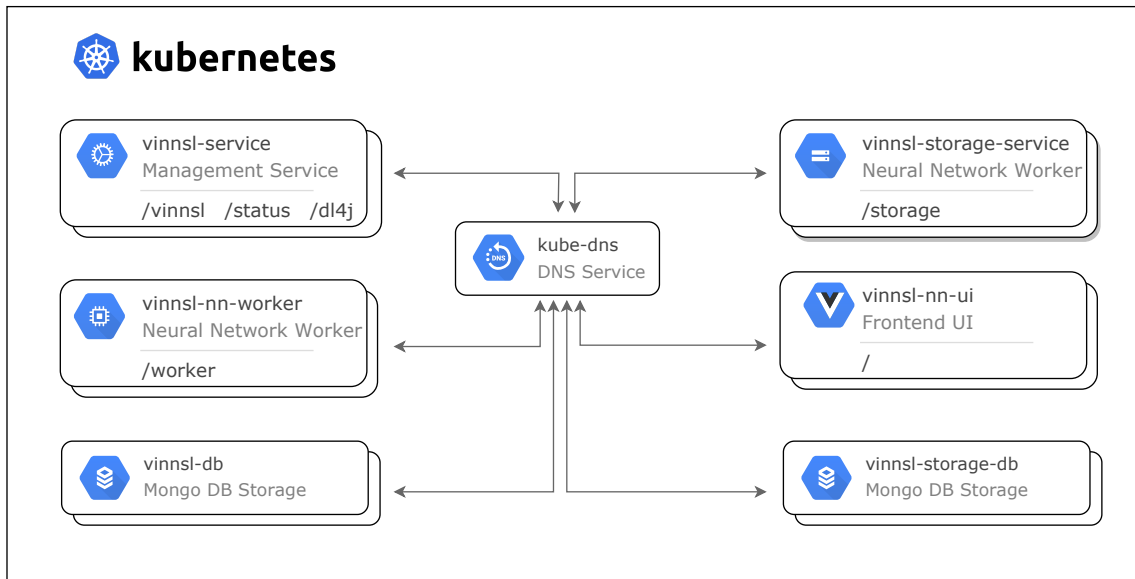 kubernetes
vinnsl-service
Management Service
/vinnsl /status /dl4j
vinnsl-storage-service
Neural Network Worker
/storage
kube-dns
DNS Service
DNS
vinnsl-nn-worker
Neural Network Worker
/worker
vinnsl-nn-ui
Frontend UI
/
vinnsl-db
Mongo DB Storage
vinnsl-storage-db
Mongo DB Storage